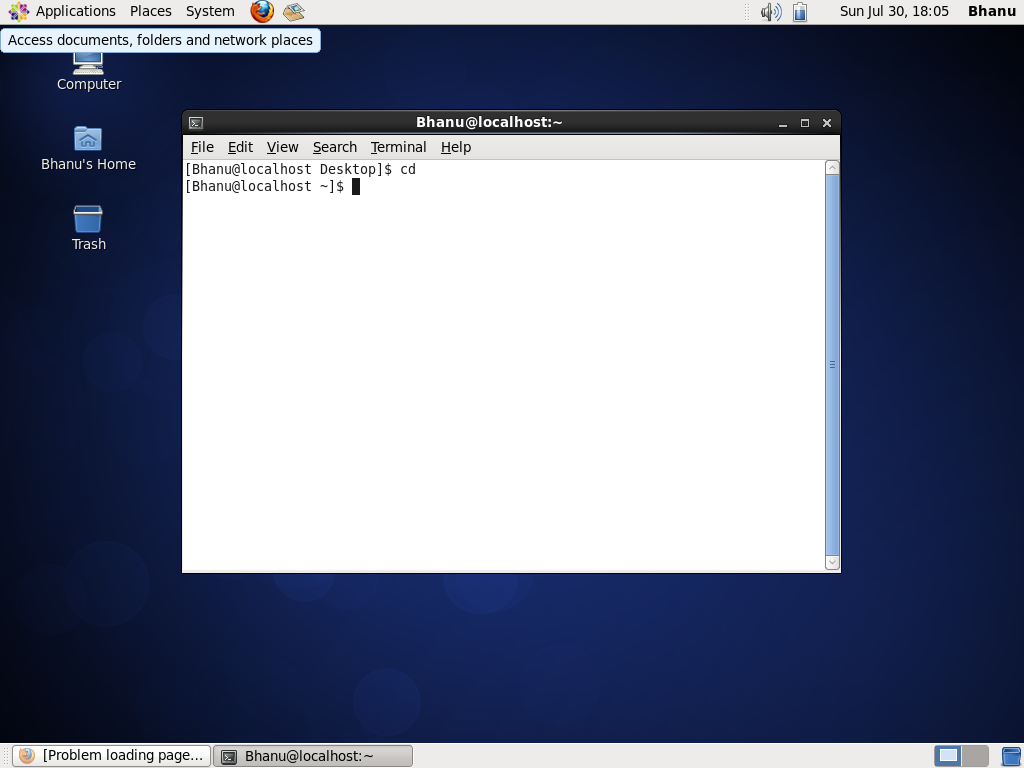 Applications Places System Sun Jul 30, 18:05 Bhanu
Access documents, folders and network places
Computer
Bhanu's Home
Trash
Bhanu@localhost:~
File Edit View Search Terminal Help
[Bhanu@localhost Desktop]$ cd
[Bhanu@localhost ~]$
[Problem loading page... Bhanu@localhost:~